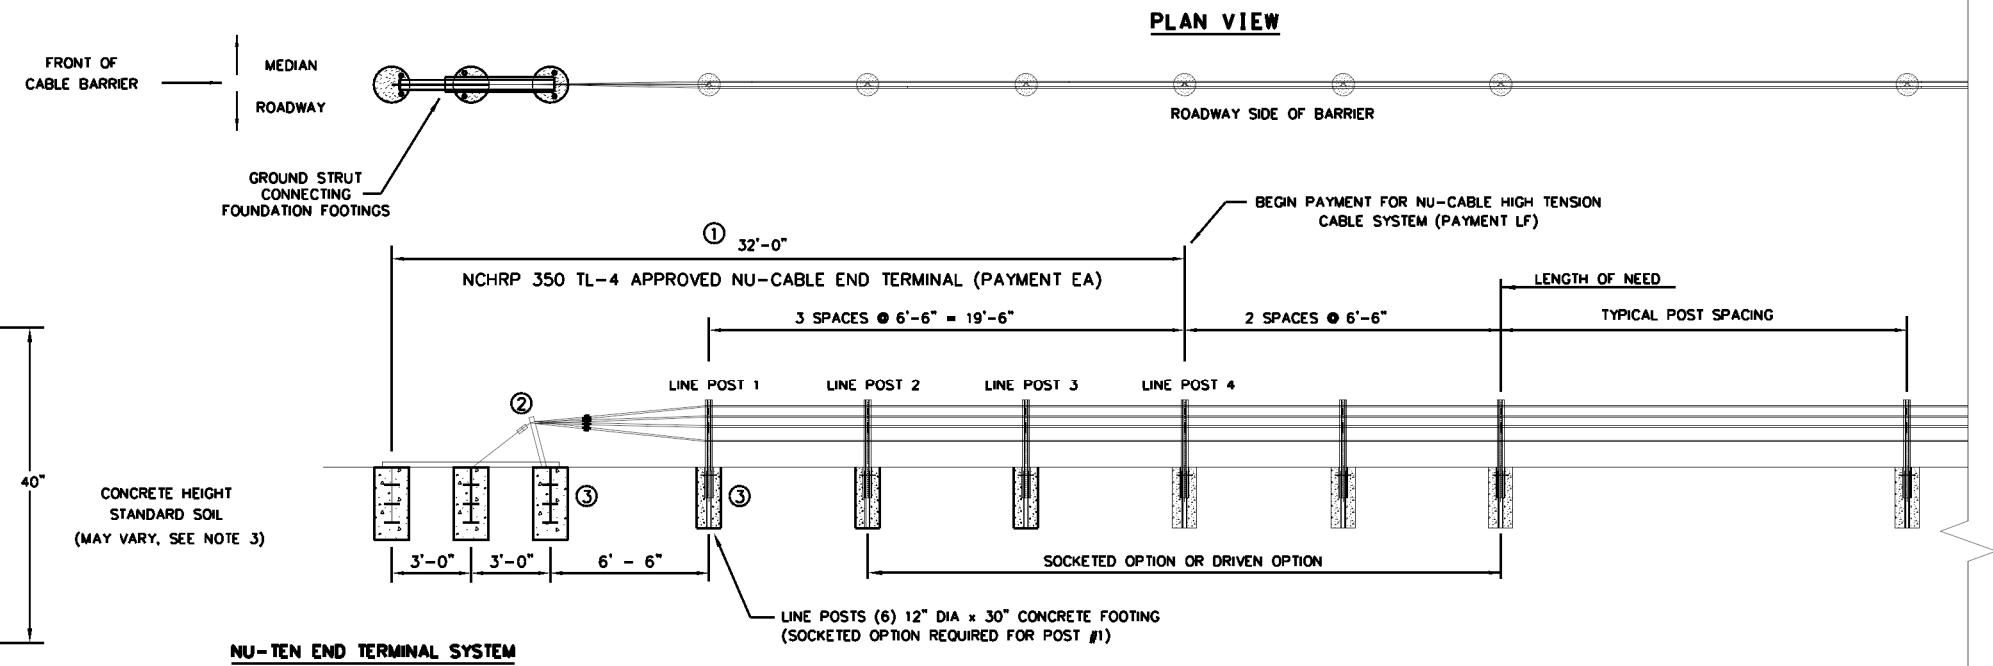 PLAN VIEW
FRONT OF
CABLE BARRIER
MEDIAN
ROADWAY
ROADWAY SIDE OF BARRIER
GROUND STRUT
CONNECTING
FOUNDATION FOOTINGS
BEGIN PAYMENT FOR NU-CABLE HIGH TENSION
CABLE SYSTEM (PAYMENT LF)
1
32'-0"
NCHRP 350 TL-4 APPROVED NU-CABLE END TERMINAL (PAYMENT EA)
LENGTH OF NEED
3 SPACES @ 6'-6" = 19'-6"
2 SPACES @ 6'-6"
TYPICAL POST SPACING
LINE POST 1
LINE POST 2
LINE POST 3
LINE POST 4
2
40"
CONCRETE HEIGHT
STANDARD SOIL
(MAY VARY, SEE NOTE 3)
3
3
3'-0"
3'-0"
6' - 6"
SOCKETED OPTION OR DRIVEN OPTION
LINE POSTS (6) 12" DIA x 30" CONCRETE FOOTING
(SOCKETED OPTION REQUIRED FOR POST #1)
NU-TEN END TERMINAL SYSTEM